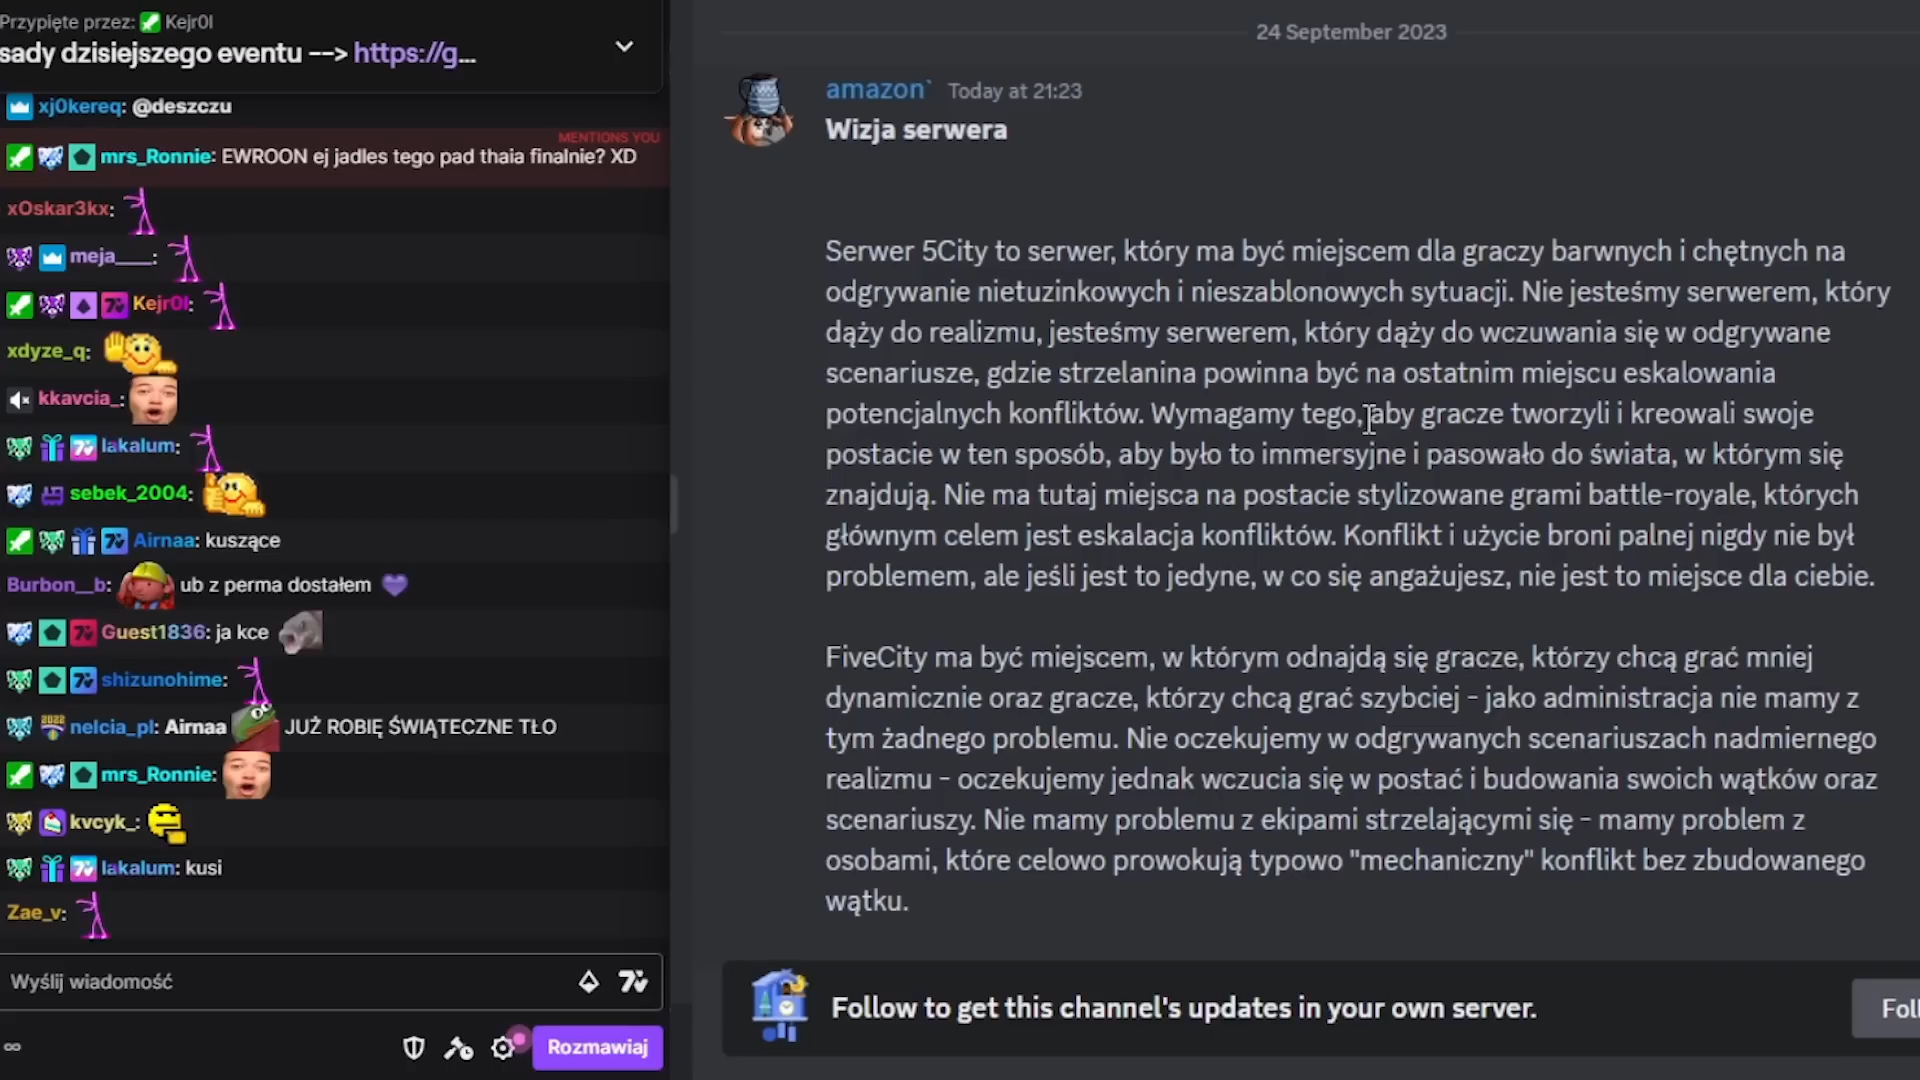 Przypięte przez: Kejr0l
sady dzisiejszego eventu --> https://g...
xj0kereq: @deszczu
MENTIONS YOU
mrs_Ronnie: EWROON ej jadles tego pad thaia finalnie? XD
xOskar3kx:
meja____:
Kejr0l:
xdyze_q:
kkavcia_:
lakalum:
sebek_2004:
Airnaa: kuszące
Burbon__b: ub z perma dostałem
Guest1836: ja kce
shizunohime:
nelcia_pl: Airnaa JUŻ ROBIĘ ŚWIĄTECZNE TŁO
mrs_Ronnie:
kvcyk_:
lakalum: kusi
Zae_v:
Wyślij wiadomość
Rozmawiaj
24 September 2023
amazon` Today at 21:23
Wizja serwera
Serwer 5City to serwer, który ma być miejscem dla graczy barwnych i chętnych na
odgrywanie nietuzinkowych i nieszablonowych sytuacji. Nie jesteśmy serwerem, który
dąży do realizmu, jesteśmy serwerem, który dąży do wczuwania się w odgrywane
scenariusze, gdzie strzelanina powinna być na ostatnim miejscu eskalowania
potencjalnych konfliktów. Wymagamy tego, aby gracze tworzyli i kreowali swoje
postacie w ten sposób, aby było to immersyjne i pasowało do świata, w którym się
znajdują. Nie ma tutaj miejsca na postacie stylizowane grami battle-royale, których
głównym celem jest eskalacja konfliktów. Konflikt i użycie broni palnej nigdy nie był
problemem, ale jeśli jest to jedyne, w co się angażujesz, nie jest to miejsce dla ciebie.
FiveCity ma być miejscem, w którym odnajdą się gracze, którzy chcą grać mniej
dynamicznie oraz gracze, którzy chcą grać szybciej - jako administracja nie mamy z
tym żadnego problemu. Nie oczekujemy w odgrywanych scenariuszach nadmiernego
realizmu - oczekujemy jednak wczucia się w postać i budowania swoich wątków oraz
scenariuszy. Nie mamy problemu z ekipami strzelającymi się - mamy problem z
osobami, które celowo prowokują typowo "mechaniczny" konflikt bez zbudowanego
wątku.
Follow to get this channel's updates in your own server.
Foll